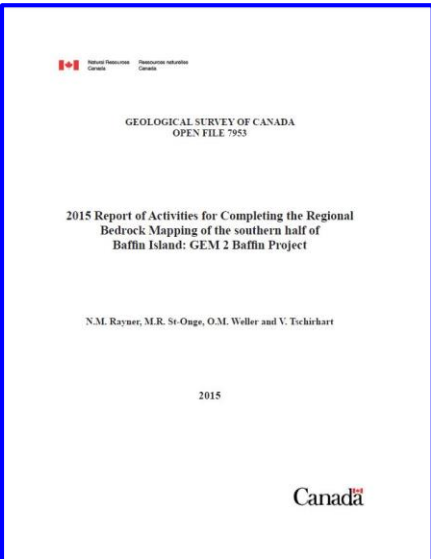 Natural Resources Ressources naturelles
Canada Canada
GEOLOGICAL SURVEY OF CANADA
OPEN FILE 7953
2015 Report of Activities for Completing the Regional
Bedrock Mapping of the southern half of
Baffin Island: GEM 2 Baffin Project
N.M. Rayner, M.R. St-Onge, O.M. Weller and V. Tschirhart
2015
Canada